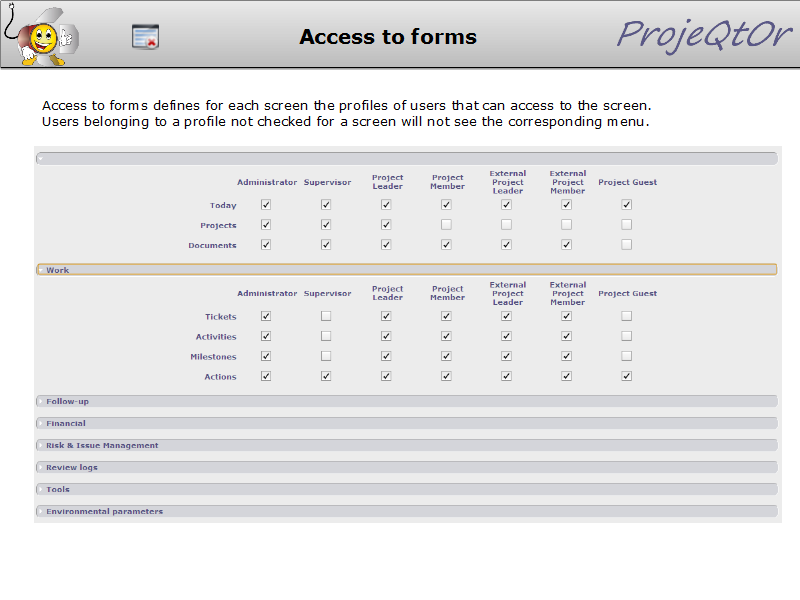 Access to forms
ProjeQtOr
Access to forms defines for each screen the profiles of users that can access to the screen.
Users belonging to a profile not checked for a screen will not see the corresponding menu.
Administrator Supervisor Project Leader Project Member External Project Leader External Project Member Project Guest
Today
Projects
Documents
Work
Administrator Supervisor Project Leader Project Member External Project Leader External Project Member Project Guest
Tickets
Activities
Milestones
Actions
Follow-up
Financial
Risk & Issue Management
Review logs
Tools
Environmental parameters